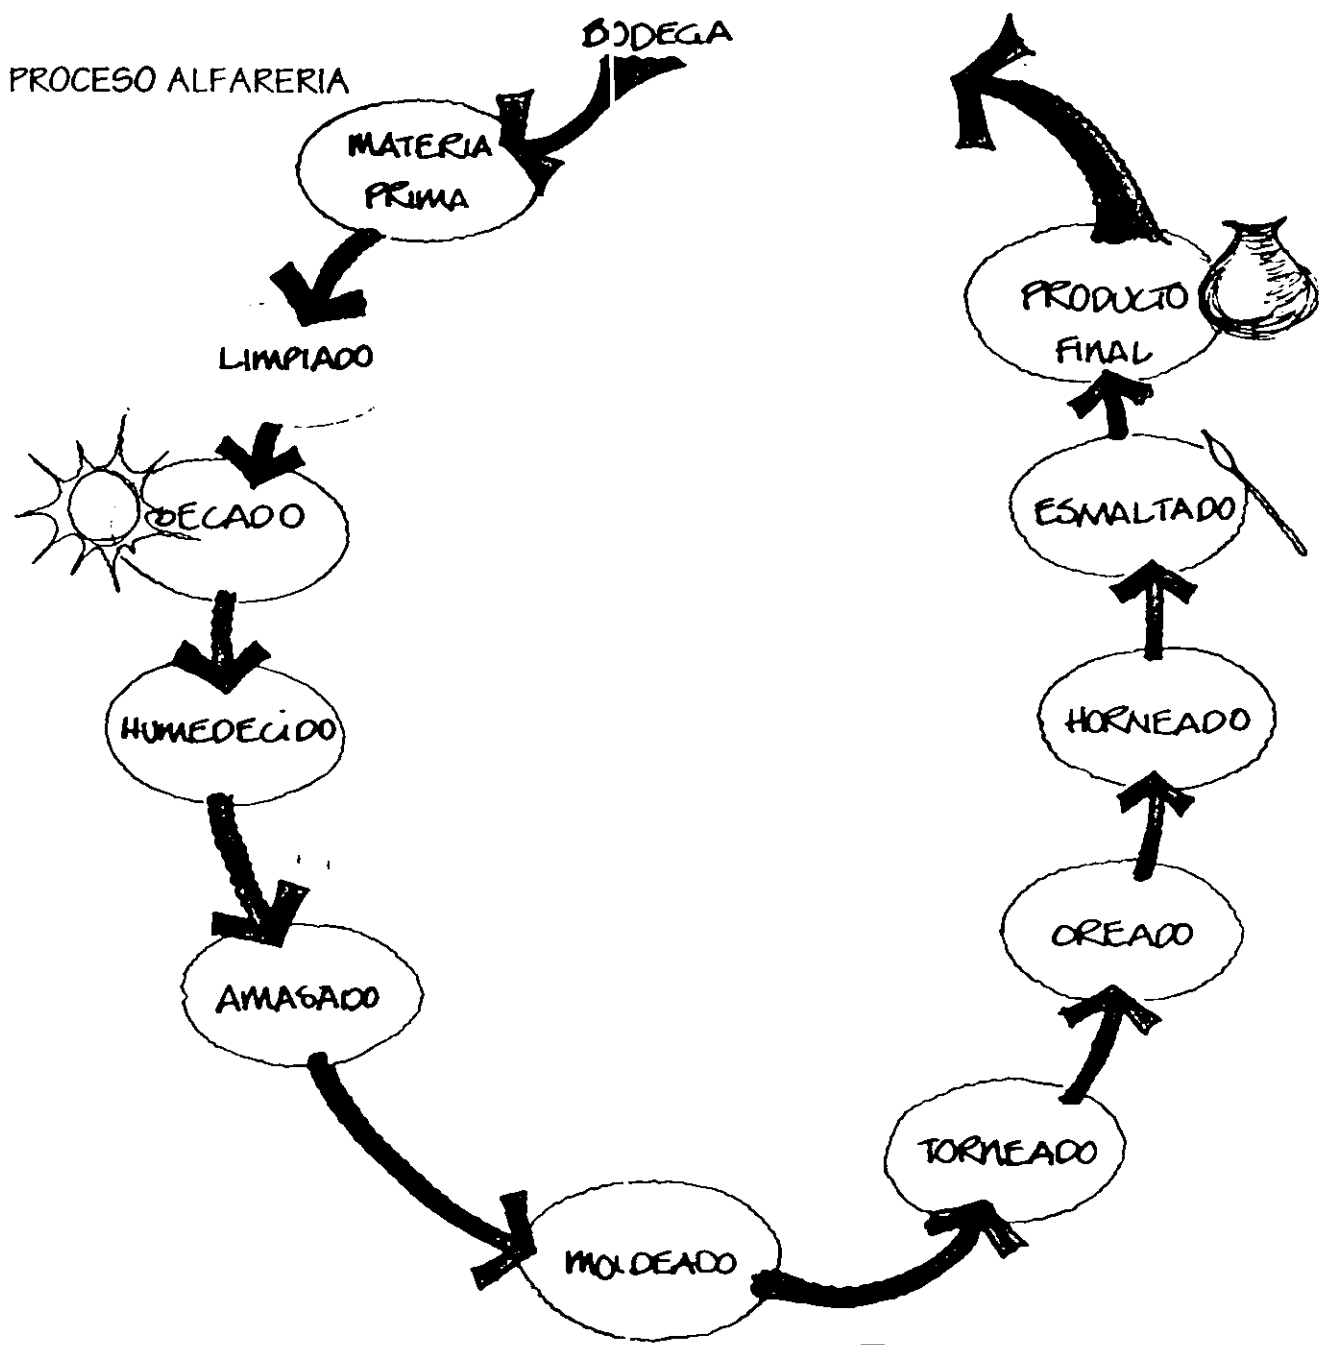 BODEGA
PROCESO ALFARERIA
MATERIA
PRIMA
LIMPIADO
SECADO
HUMEDECIDO
AMASADO
MOLDEADO
TORNEADO
OREADO
HORNEADO
ESMALTADO
PRODUCTO
FINAL